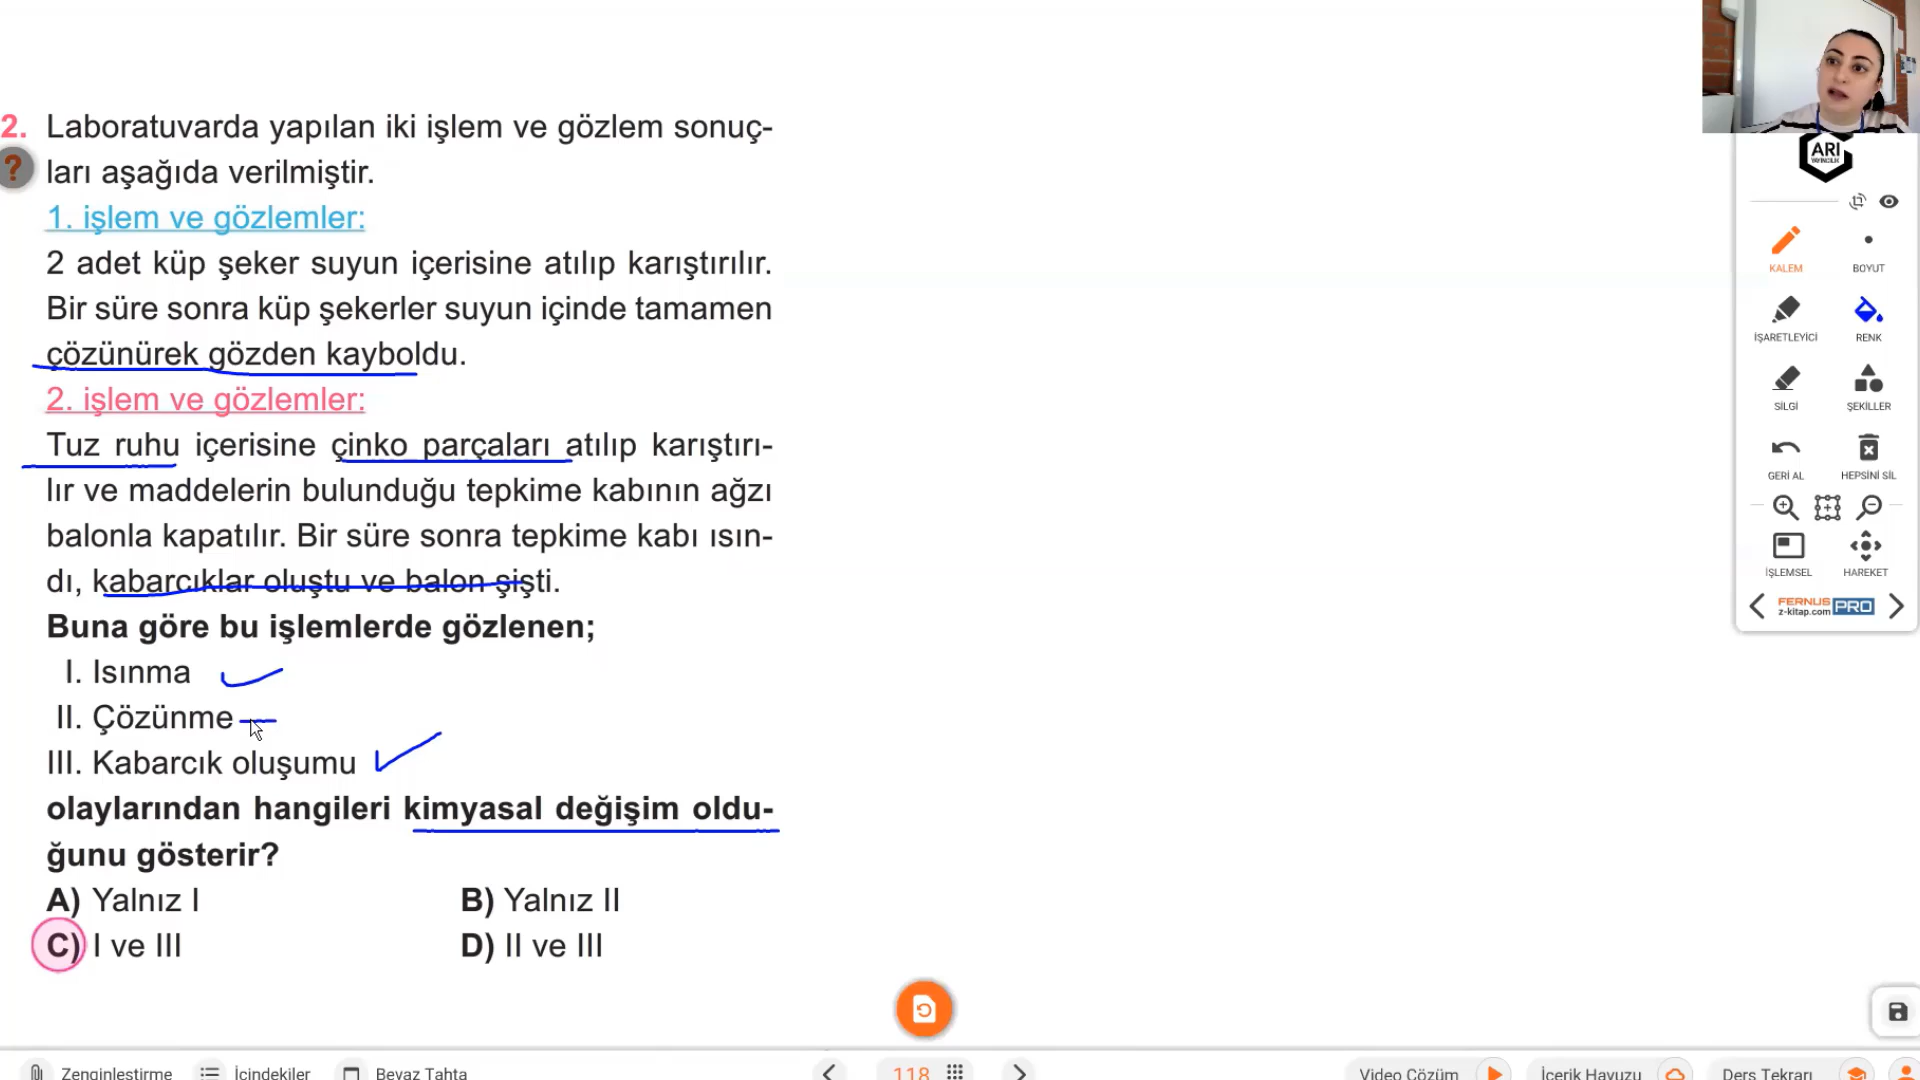 2. Laboratuvarda yapılan iki işlem ve gözlem sonuç-
? ları aşağıda verilmiştir.
1. işlem ve gözlemler:
2 adet küp şeker suyun içerisine atılıp karıştırılır.
Bir süre sonra küp şekerler suyun içinde tamamen
çözünürek gözden kayboldu.
2. işlem ve gözlemler:
Tuz ruhu içerisine çinko parçaları atılıp karıştırı-
lır ve maddelerin bulunduğu tepkime kabının ağzı
balonla kapatılır. Bir süre sonra tepkime kabı ısın-
dı, kabarcıklar oluştu ve balon şişti.
Buna göre bu işlemlerde gözlenen;
I. Isınma
II. Çözünme
III. Kabarcık oluşumu
olaylarından hangileri kimyasal değişim oldu-
ğunu gösterir?
A) Yalnız I B) Yalnız II
C) I ve III D) II ve III
ARI
YAYINCILIK
KALEM BOYUT
İŞARETLEYİCİ RENK
SİLGİ ŞEKİLLER
GERİ AL HEPSİNİ SİL
İŞLEMSEL HAREKET
FERNUS PRO
z-kitap.com
Zenginleştirme İçindekiler Beyaz Tahta 118 Video Çözüm İçerik Havuzu Ders Tekrarı